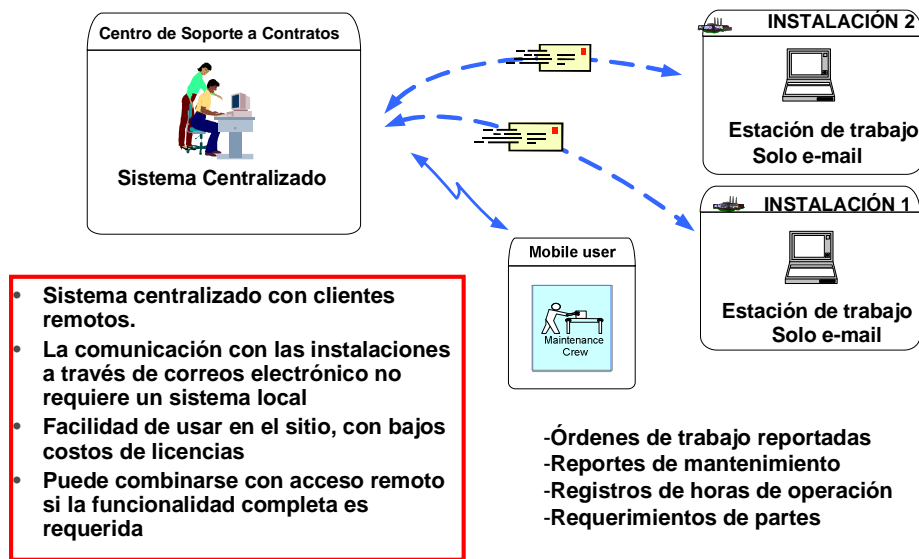 Centro de Soporte a Contratos
Sistema Centralizado
INSTALACIÓN 2
Estación de trabajo
Solo e-mail
INSTALACIÓN 1
Estación de trabajo
Solo e-mail
Mobile user
Maintenance
Crew
• Sistema centralizado con clientes
remotos.
• La comunicación con las instalaciones
a través de correos electrónico no
requiere un sistema local
• Facilidad de usar en el sitio, con bajos
costos de licencias
• Puede combinarse con acceso remoto
si la funcionalidad completa es
requerida
-Órdenes de trabajo reportadas
-Reportes de mantenimiento
-Registros de horas de operación
-Requerimientos de partes